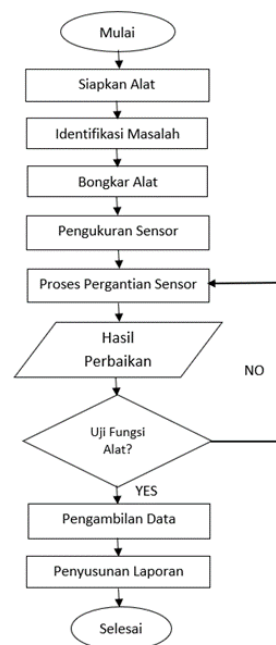 Mulai
Siapkan Alat
Identifikasi Masalah
Bongkar Alat
Pengukuran Sensor
Proses Pergantian Sensor
Hasil
Perbaikan
NO
Uji Fungsi
Alat?
YES
Pengambilan Data
Penyusunan Laporan
Selesai